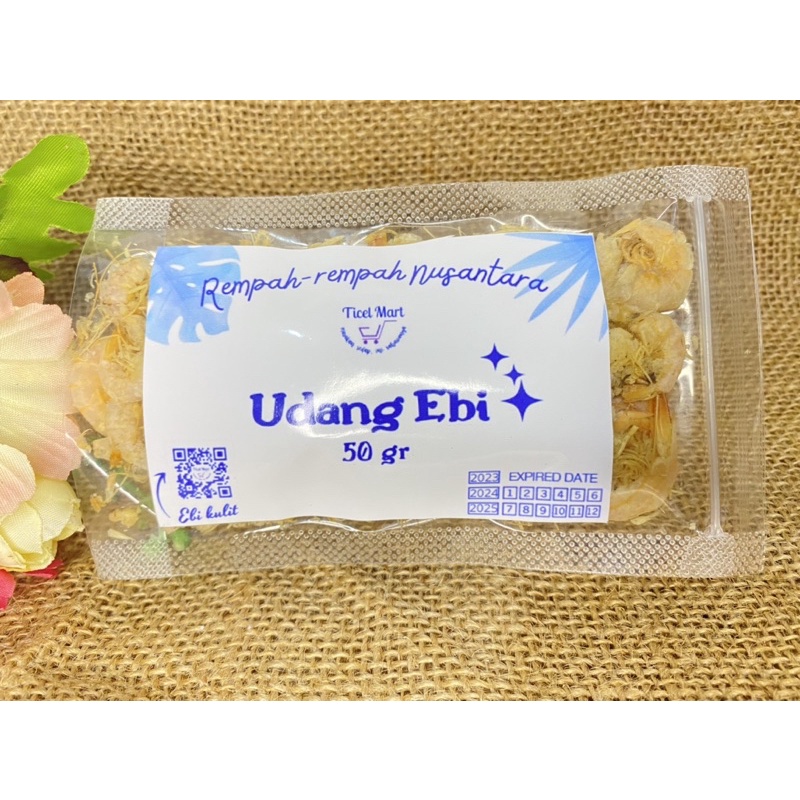 Rempah-rempah Nusantara
Ticel Mart
Udang Ebi
50 gr
Ebi kulit
2023 EXPIRED DATE
2024 1 2 3 4 5 6
2025 7 8 9 10 11 12